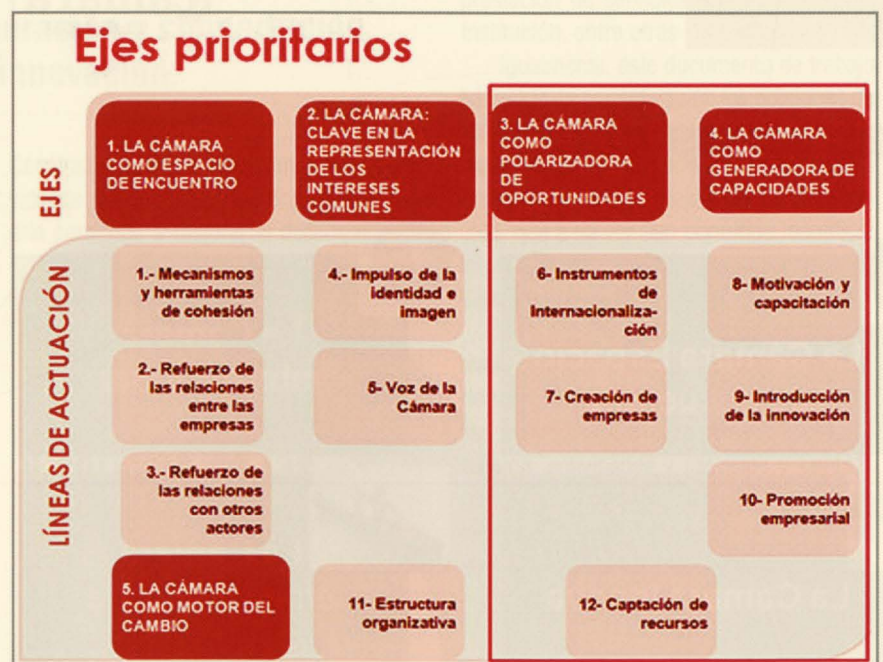 Ejes prioritarios
EJES
1. LA CÁMARA
COMO ESPACIO
DE ENCUENTRO
2. LA CÁMARA:
CLAVE EN LA
REPRESENTACIÓN
DE LOS
INTERESES
COMUNES
3. LA CÁMARA
COMO
POLARIZADORA
DE
OPORTUNIDADES
4. LA CÁMARA
COMO
GENERADORA DE
CAPACIDADES
LÍNEAS DE ACTUACIÓN
1.- Mecanismos
y herramientas
de cohesión
4.- Impulso de la
identidad e
imagen
6- Instrumentos
de
Internacionaliza-
ción
8- Motivación y
capacitación
2.- Refuerzo de
las relaciones
entre las
empresas
5- Voz de la
Cámara
7- Creación de
empresas
9- Introducción
de la innovación
3.- Refuerzo de
las relaciones
con otros
actores
10- Promoción
empresarial
5. LA CÁMARA
COMO MOTOR DEL
CAMBIO
11- Estructura
organizativa
12- Captación de
recursos